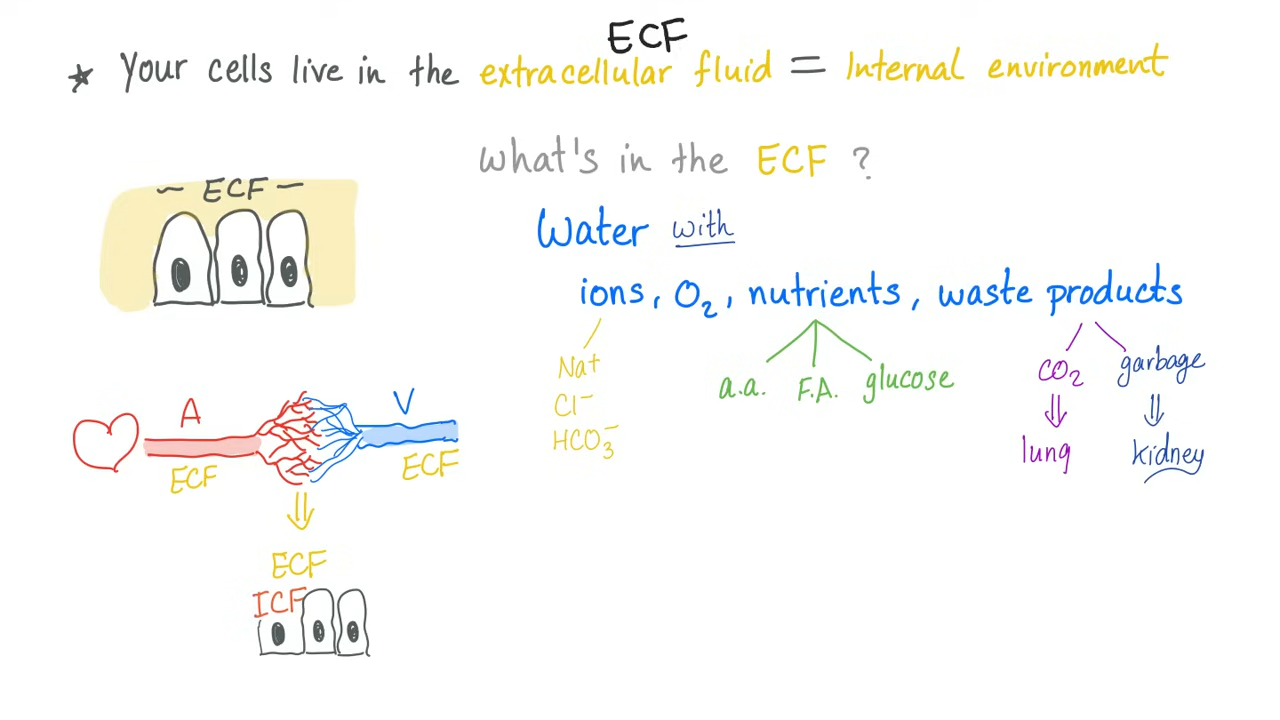 ECF
★ Your cells live in the extracellular fluid = Internal environment
What's in the ECF ?
~ ECF ~
Water with
ions, O₂, nutrients, waste products
Na⁺
Cl⁻
HCO₃⁻
a.a. F.A. glucose
CO₂ garbage
⇓ ⇓
lung kidney
A V
ECF ECF
⇓
ECF
ICF